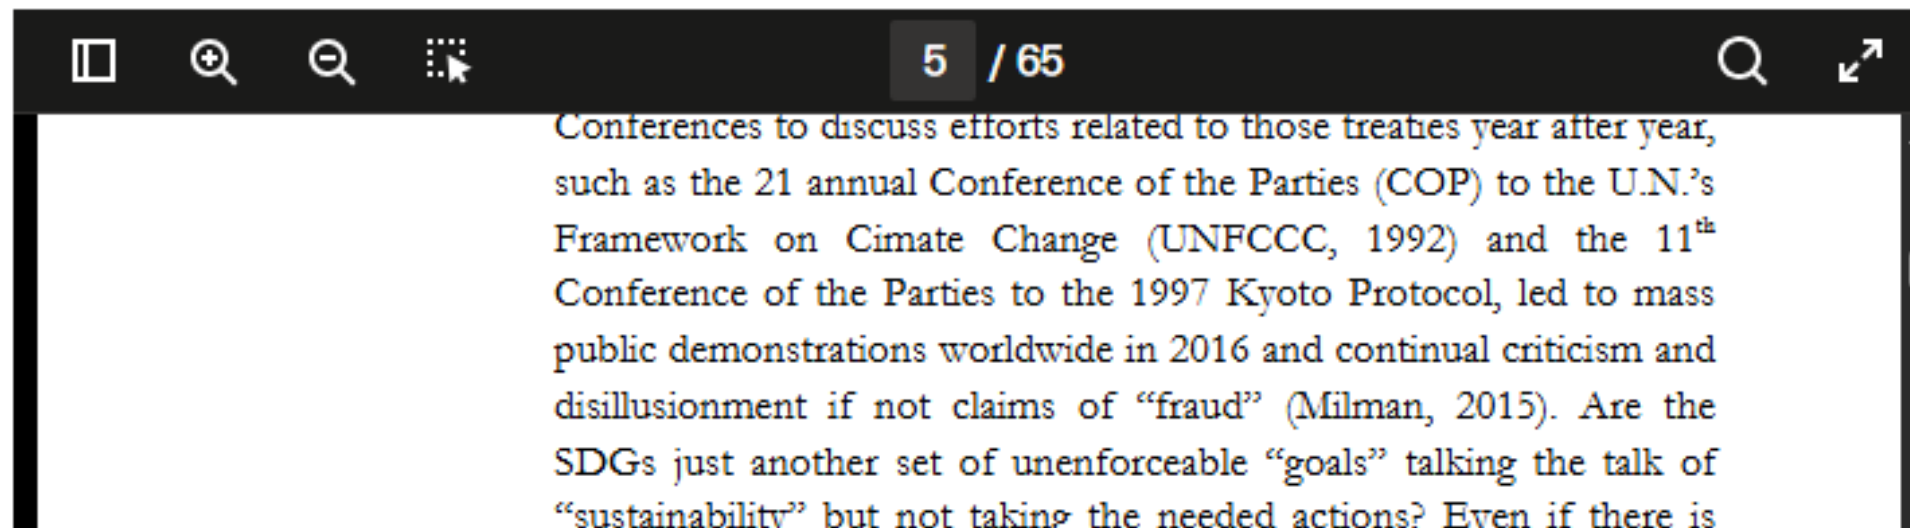 5 / 65
Conferences to discuss efforts related to those treaties year after year,
such as the 21 annual Conference of the Parties (COP) to the U.N.’s
Framework on Cimate Change (UNFCCC, 1992) and the 11th
Conference of the Parties to the 1997 Kyoto Protocol, led to mass
public demonstrations worldwide in 2016 and continual criticism and
disillusionment if not claims of “fraud” (Milman, 2015). Are the
SDGs just another set of unenforceable “goals” talking the talk of
“sustainability” but not taking the needed actions? Even if there is